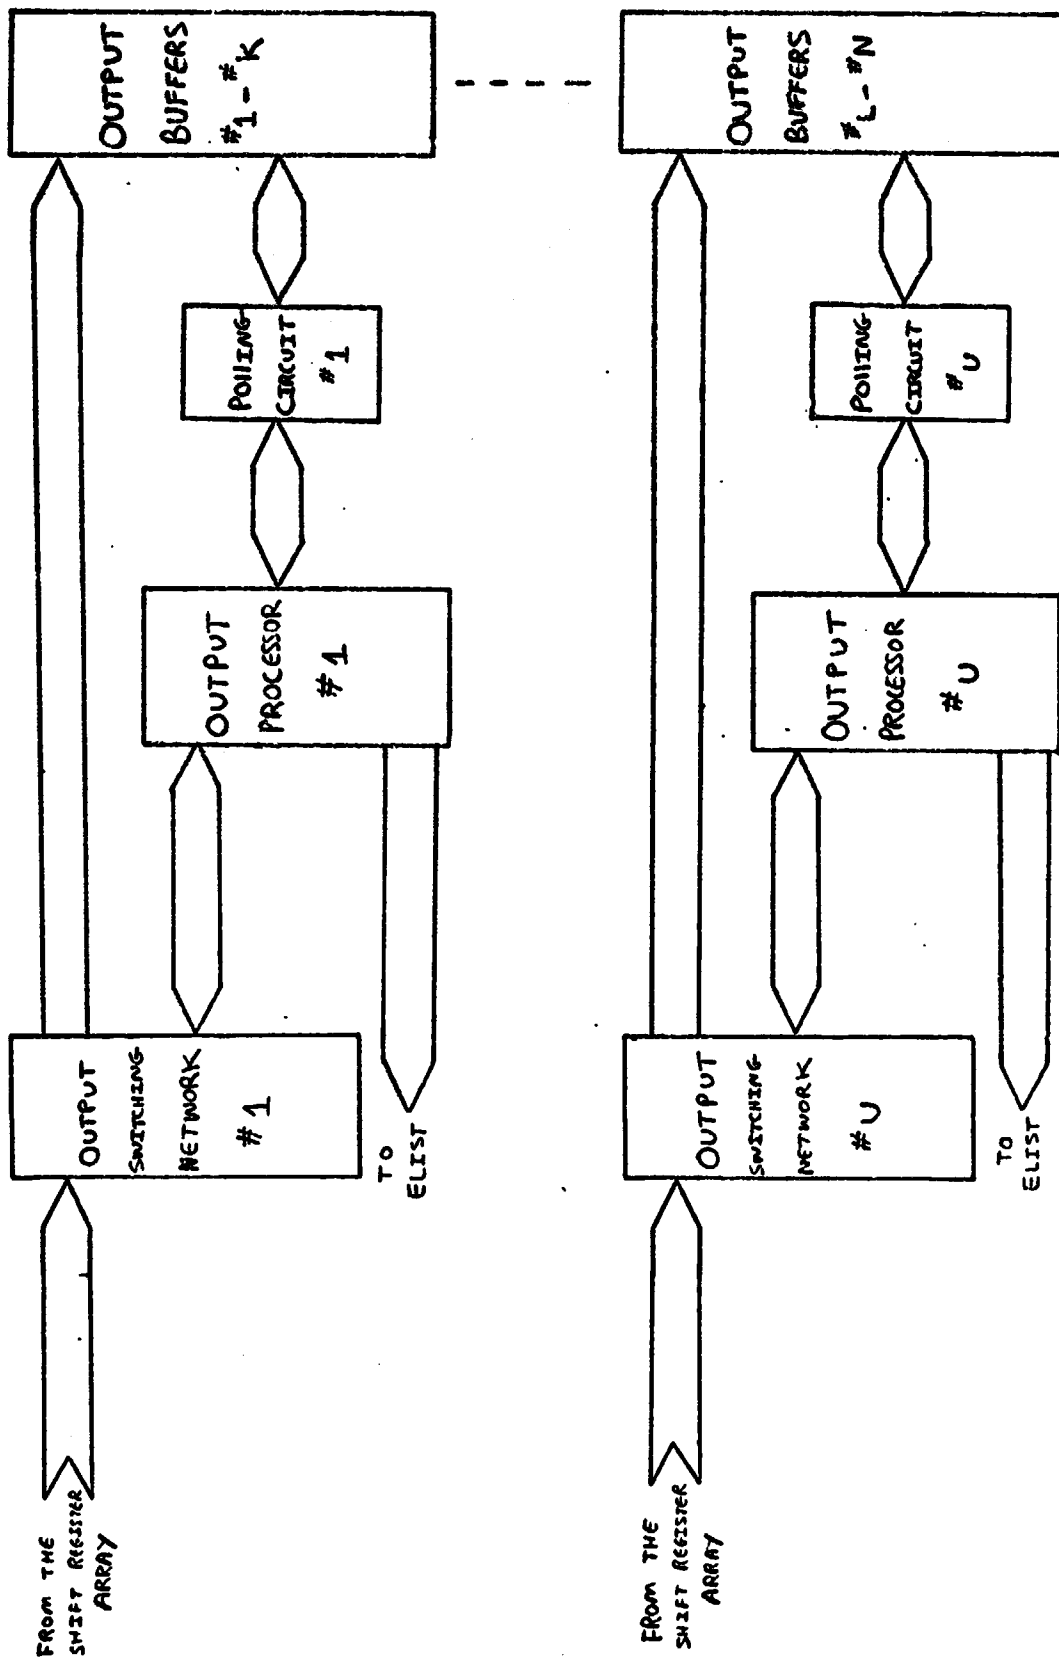 FROM THE
SHIFT REGISTER
ARRAY
OUTPUT
SWITCHING
NETWORK
#1
TO
ELIST
OUTPUT
PROCESSOR
#1
POLLING
CIRCUIT
#1
OUTPUT
BUFFERS
#1-#K
FROM THE
SHIFT REGISTER
ARRAY
OUTPUT
SWITCHING
NETWORK
#U
TO
ELIST
OUTPUT
PROCESSOR
#U
POLLING
CIRCUIT
#U
OUTPUT
BUFFERS
#L-#N